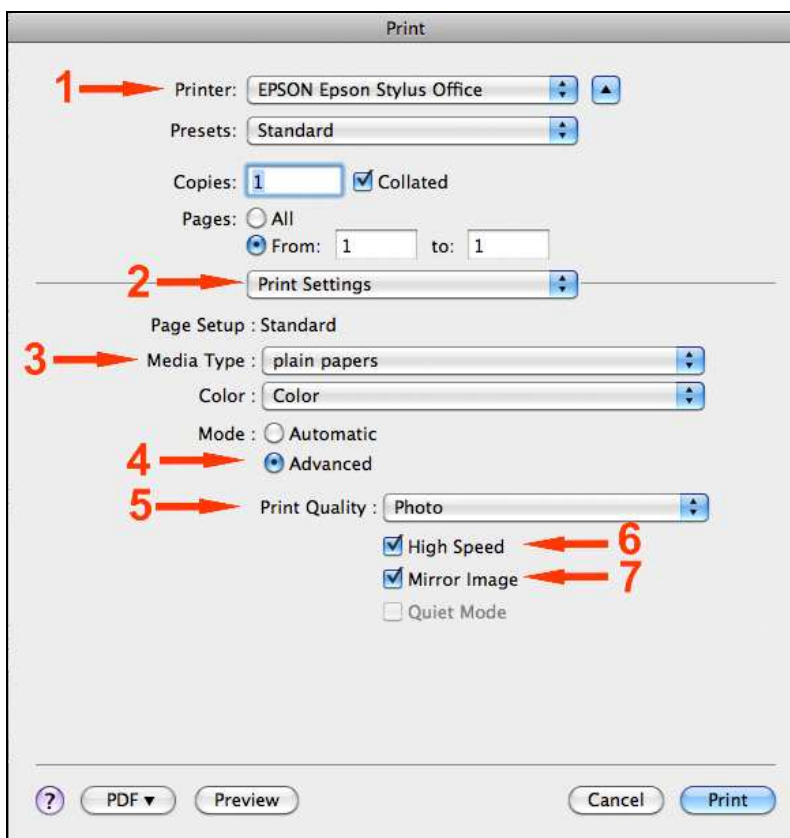 Print
1 Printer: EPSON Epson Stylus Office
Presets: Standard
Copies: 1 Collated
Pages: All
From: 1 to: 1
2 Print Settings
Page Setup : Standard
3 Media Type : plain papers
Color : Color
Mode : Automatic
4 Advanced
5 Print Quality : Photo
High Speed 6
Mirror Image 7
Quiet Mode
? PDF▼ Preview Cancel Print